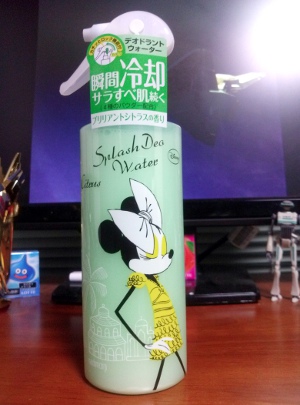 デオドラント
ウォーター
瞬間冷却
サラすべ肌続く
ブリリアントシトラスの香り
Splash Deo
Water
Citrus